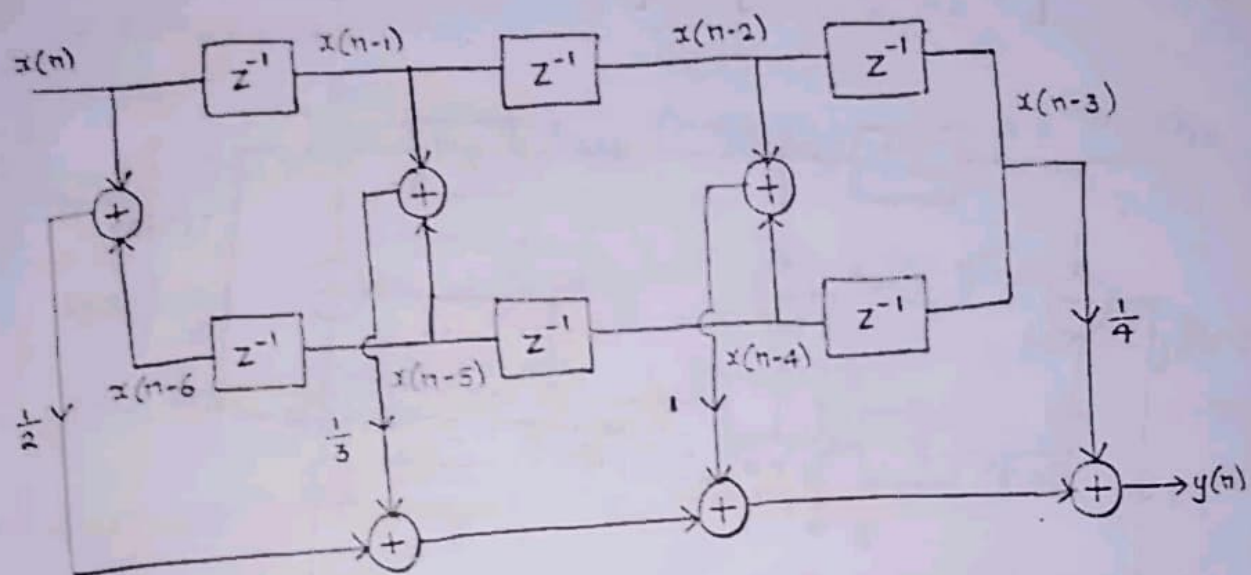 x(n) z⁻¹ x(n-1) z⁻¹ x(n-2) z⁻¹
x(n-3)
+ + +
z⁻¹ z⁻¹ z⁻¹ 1/4
x(n-6 x(n-5) x(n-4)
1/2 1/3 1
+ + + y(n)